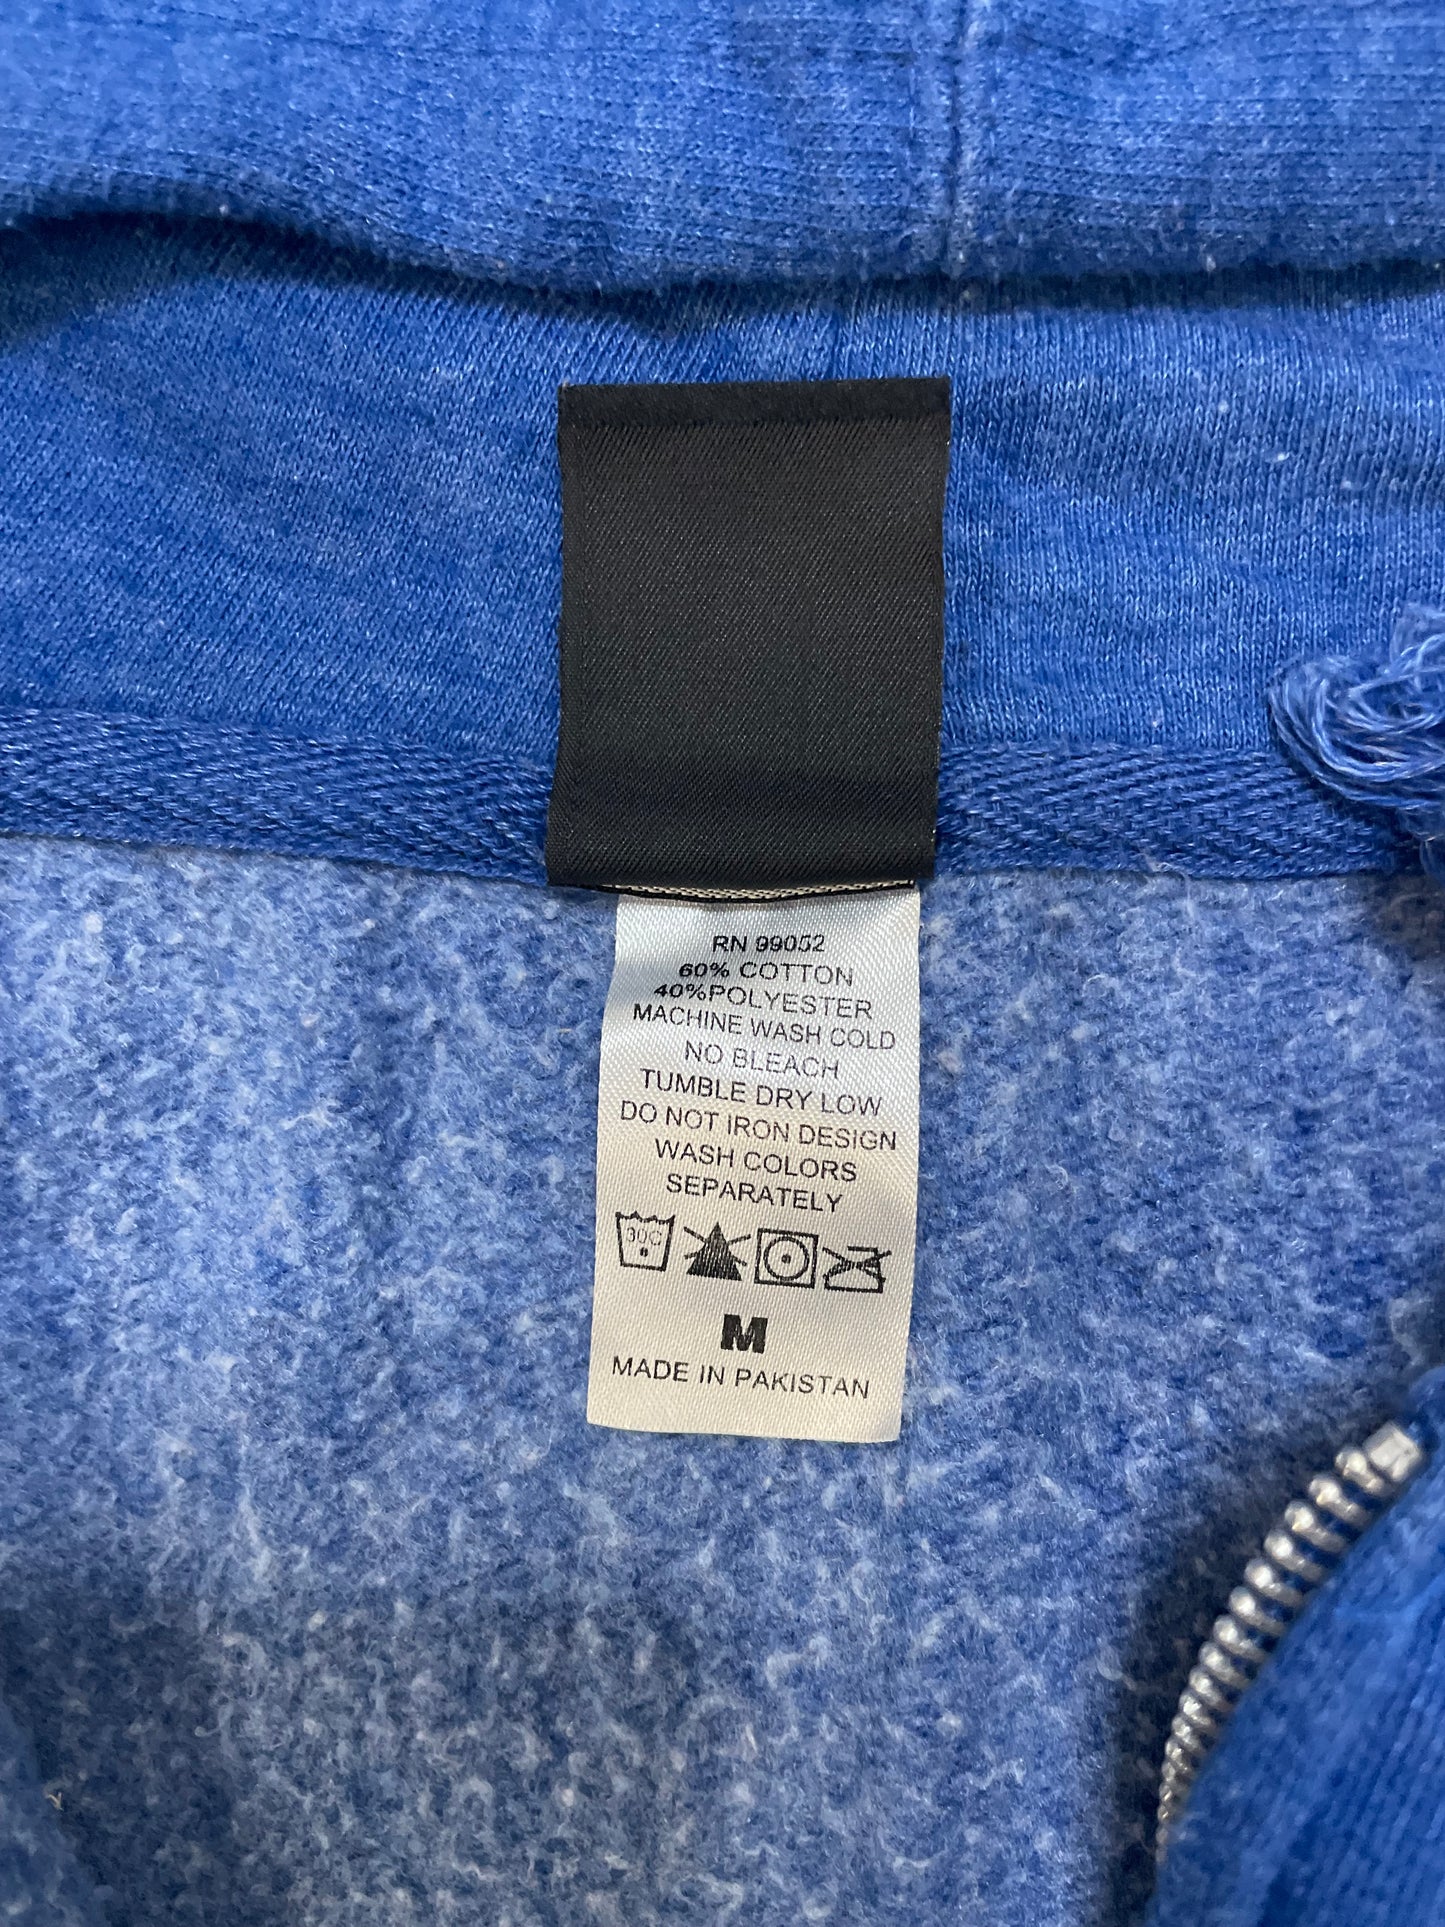 RN 99052
60% COTTON
40%POLYESTER
MACHINE WASH COLD
NO BLEACH
TUMBLE DRY LOW
DO NOT IRON DESIGN
WASH COLORS
SEPARATELY
30C
M
MADE IN PAKISTAN